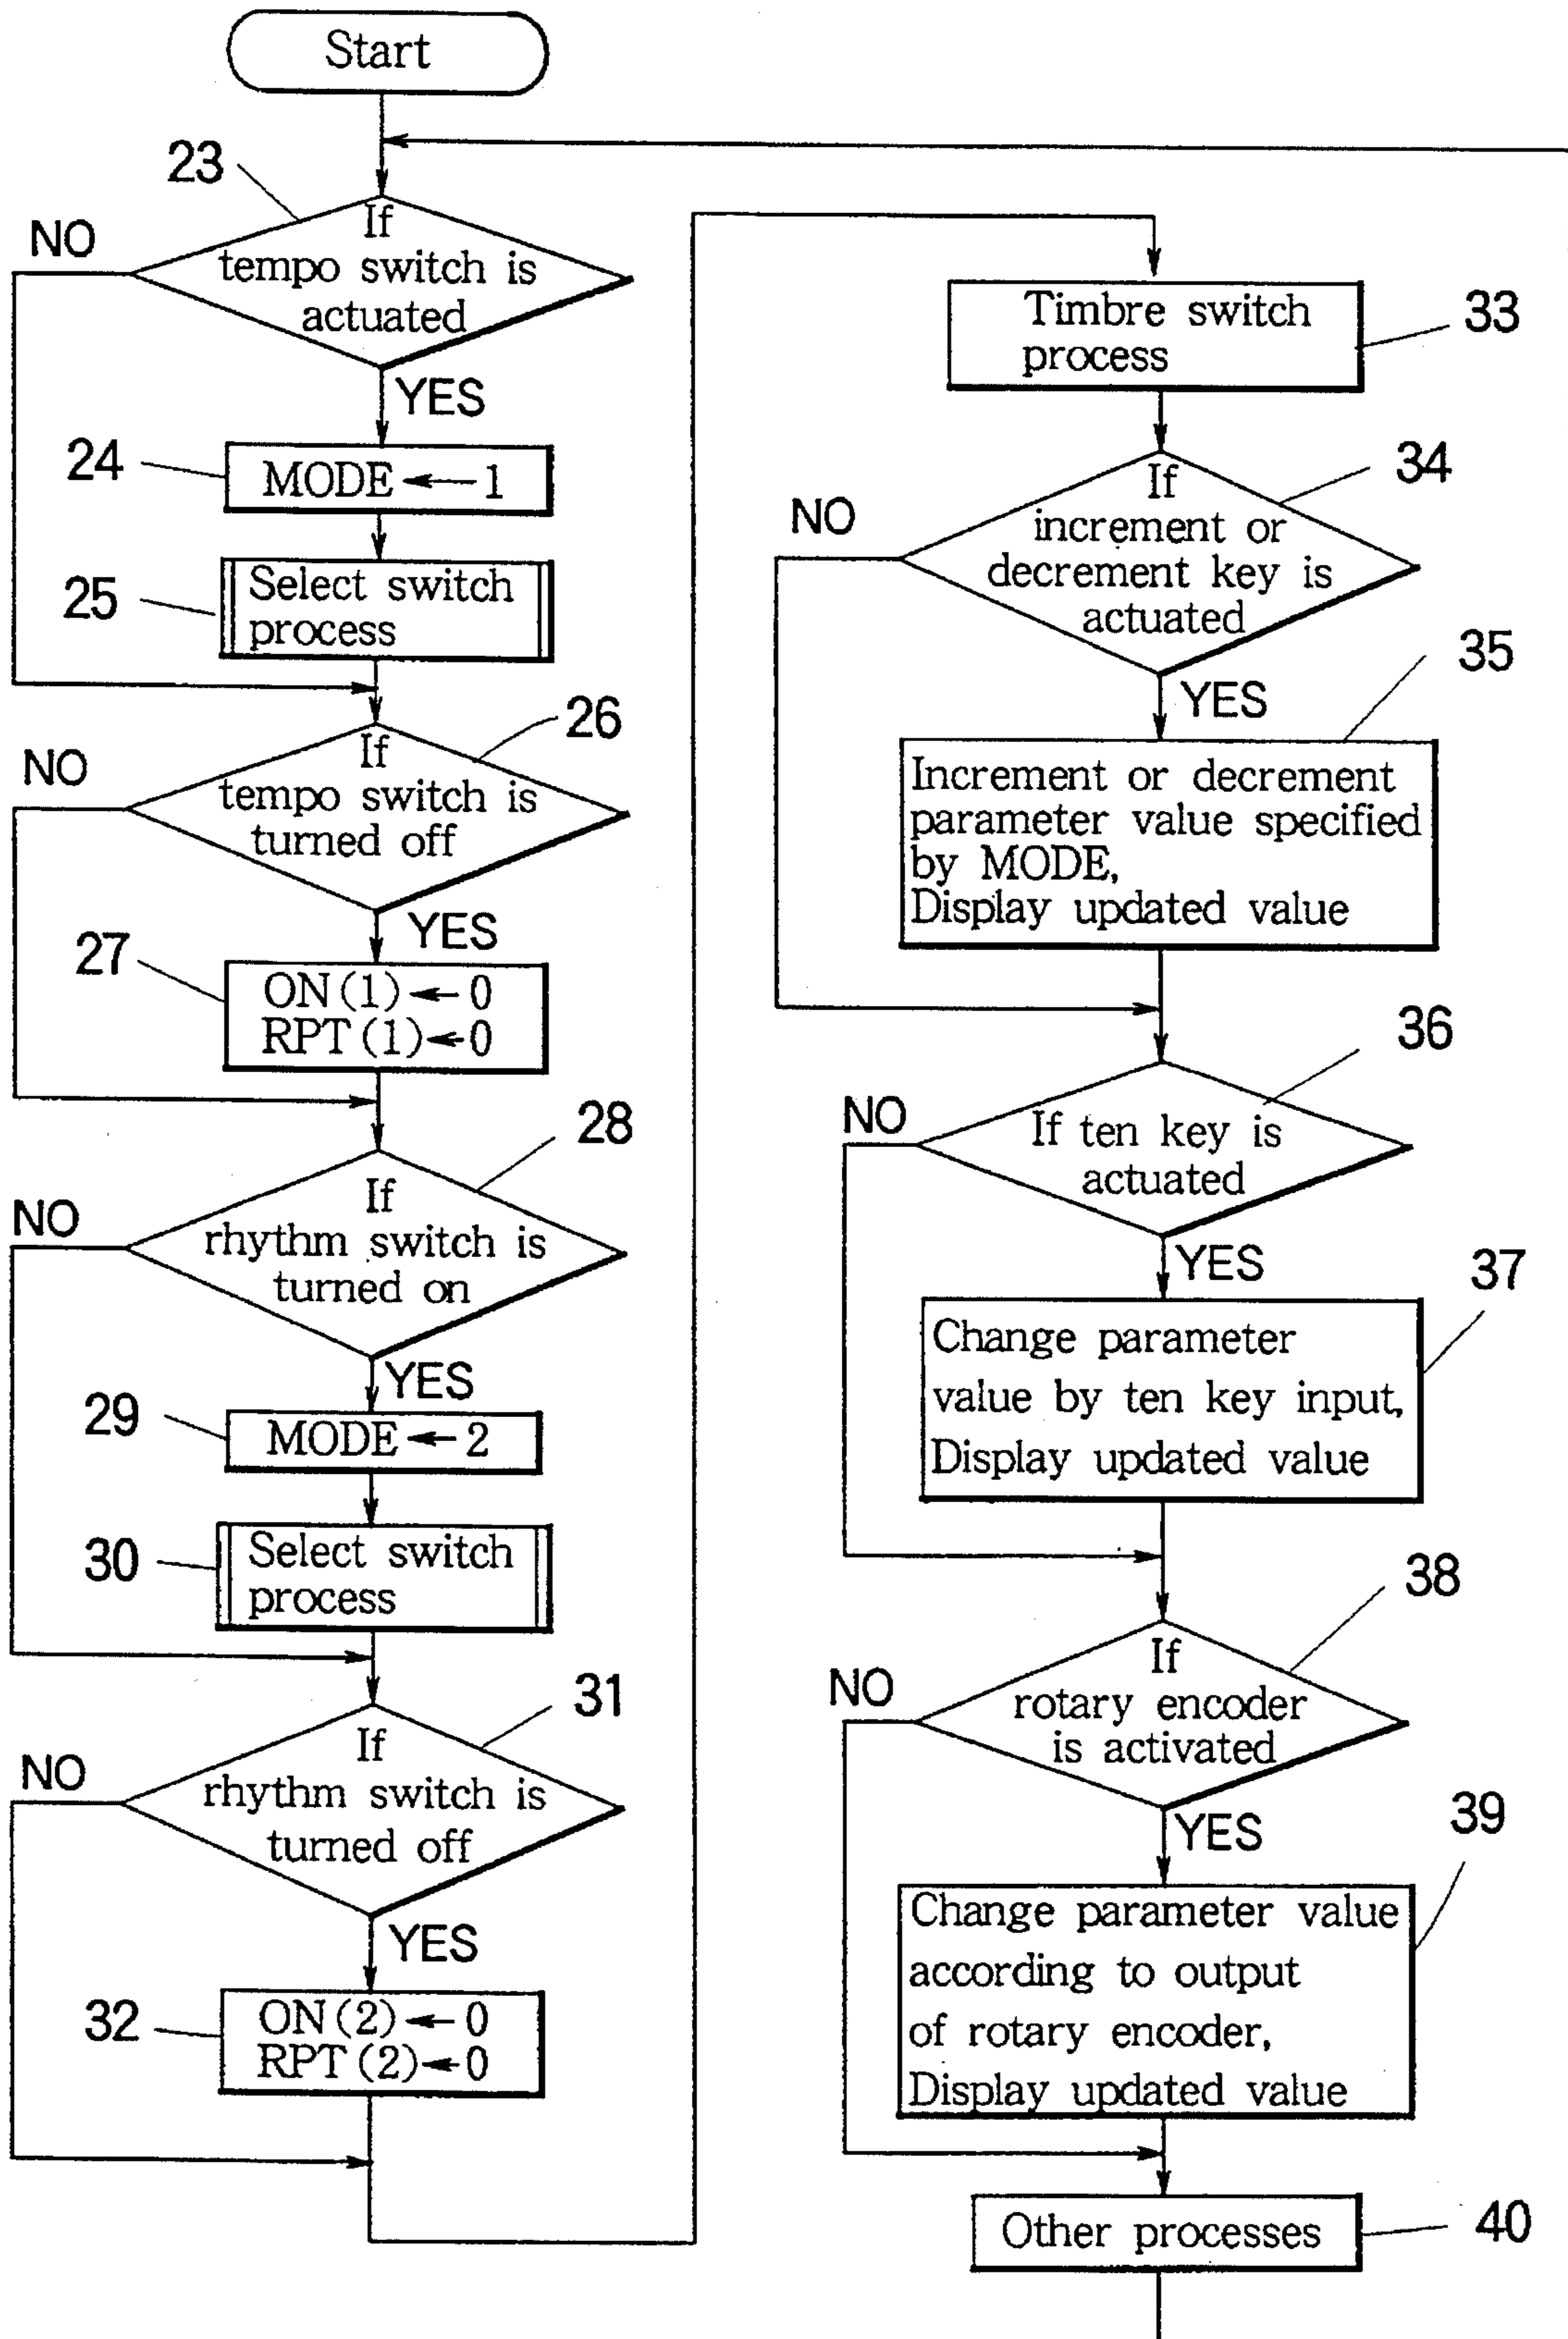 Start
23
If
tempo switch is
actuated
NO
YES
24
MODE ← 1
25
Select switch
process
26
If
tempo switch is
turned off
NO
YES
27
ON(1) ← 0
RPT(1) ← 0
28
If
rhythm switch is
turned on
NO
YES
29
MODE ← 2
30
Select switch
process
31
If
rhythm switch is
turned off
NO
YES
32
ON(2) ← 0
RPT(2) ← 0
Timbre switch
process
33
34
If
increment or
decrement key is
actuated
NO
YES
35
Increment or decrement
parameter value specified
by MODE,
Display updated value
36
If ten key is
actuated
NO
YES
37
Change parameter
value by ten key input,
Display updated value
38
If
rotary encoder
is activated
NO
YES
39
Change parameter value
according to output
of rotary encoder,
Display updated value
Other processes
40